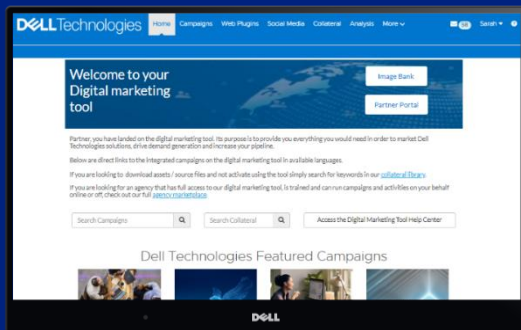 DELLTechnologies Home Campaigns Web Plugins Social Media Collateral Analysis More Sarah
Welcome to your
Digital marketing
tool
Image Bank
Partner Portal
Partner, you have landed on the digital marketing tool. Its purpose is to provide you everything you would need in order to market Dell
Technologies solutions, drive demand generation and increase your pipeline.
Below are direct links to the integrated campaigns on the digital marketing tool in available languages.
If you are looking to download assets / source files and not activate using the tool simply search for keywords in our collateral library.
If you are looking for an agency that has full access to our digital marketing tool, is trained and can run campaigns and activities on your behalf
online or off, check out our full agency marketplace.
Search Campaigns Search Collateral Access the Digital Marketing Tool Help Center
Dell Technologies Featured Campaigns
DELL